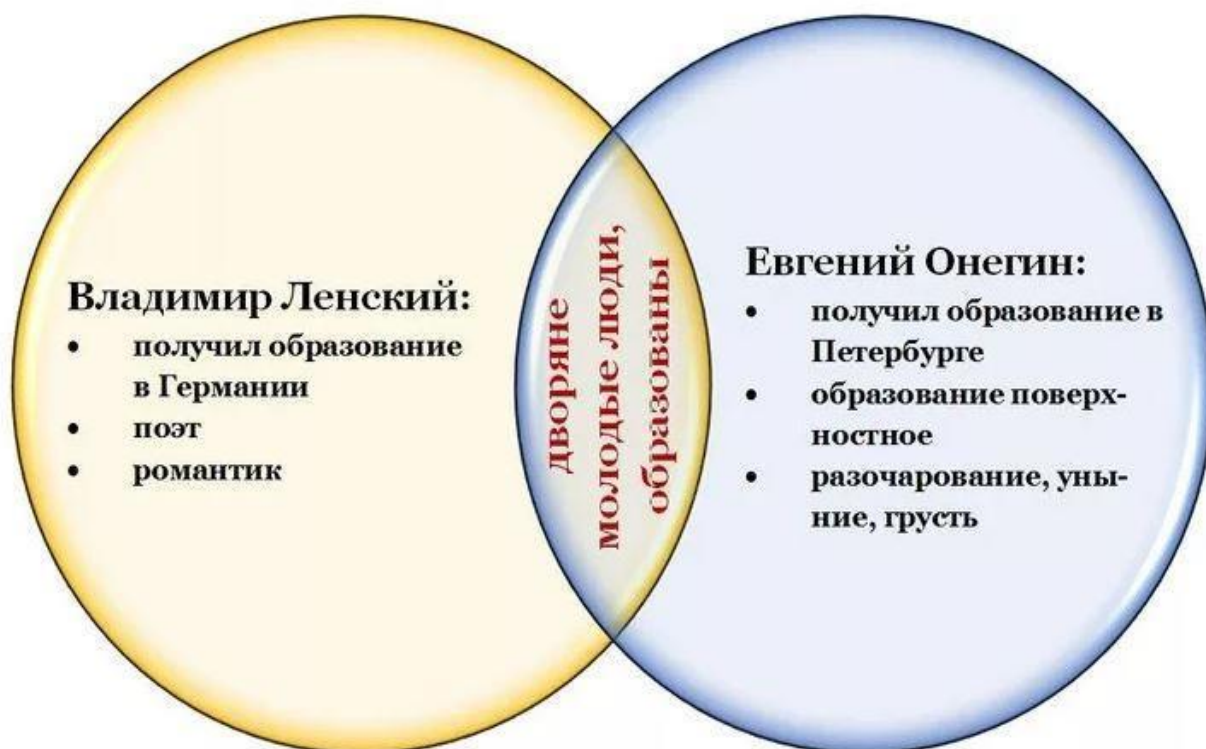 Владимир Ленский:
• получил образование
в Германии
• поэт
• романтик
дворяне
молодые люди,
образованы
Евгений Онегин:
• получил образование в
Петербурге
• образование поверх-
ностное
• разочарование, уны-
ние, грусть